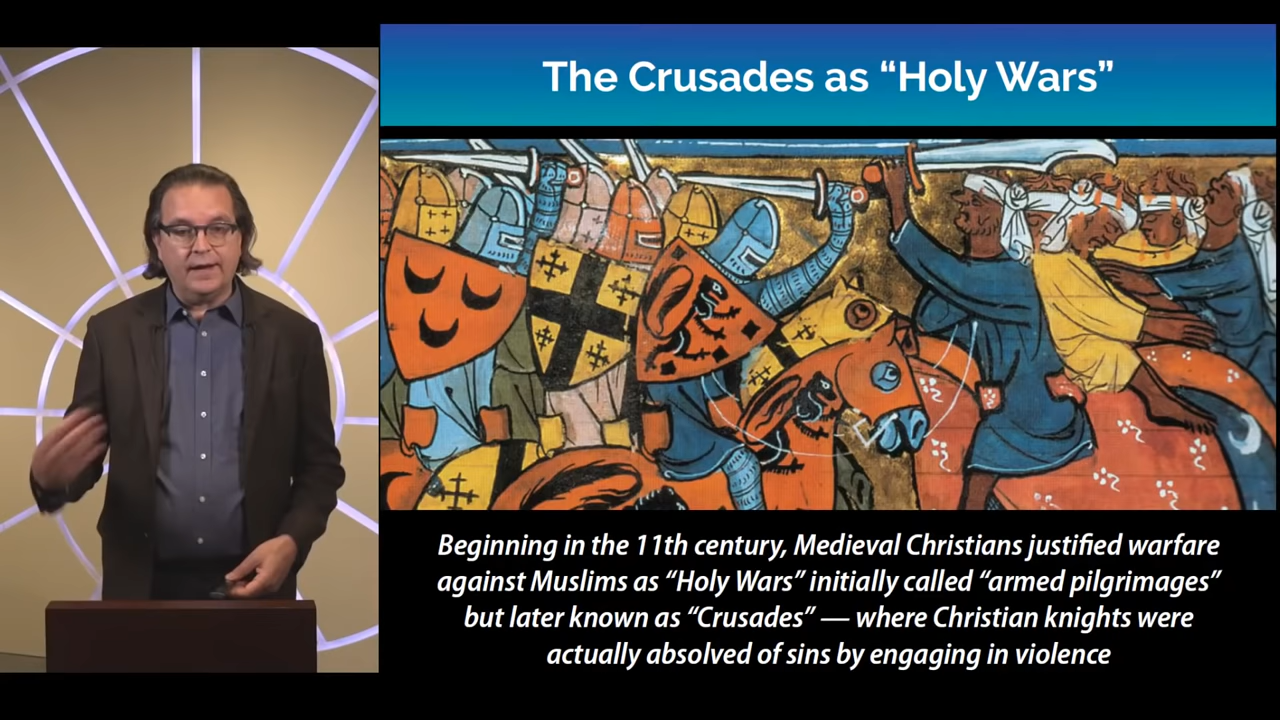 The Crusades as “Holy Wars”
Beginning in the 11th century, Medieval Christians justified warfare
against Muslims as “Holy Wars” initially called “armed pilgrimages”
but later known as “Crusades” — where Christian knights were
actually absolved of sins by engaging in violence